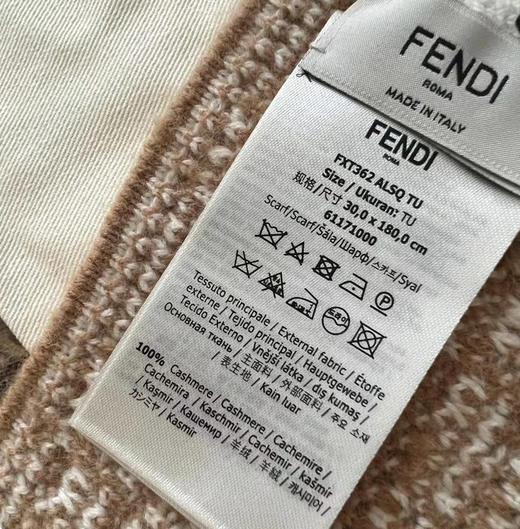 FENDI
ROMA
MADE IN ITALY
FENDI
ROMA
FXT362 ALSQ TU
Size / Ukuran: TU
规格/尺寸 30,0 x 180,0 cm
61171000
Scarf/Scarf/Šála/Шарф/스카프/Syal
Tessuto principale / External fabric / Etoffe
externe / Tejido principal / Hauptgewebe /
Tecido Externo / Vnější látka / dış kumaş /
Основная ткань / 主面料 / 外部面料 / 주요 소재
/ 表生地 / Kain luar
100% Cashmere / Cashmere / Cachemire /
Cachemira / Kaschmir / Cachemir / kašmír
/ Kaşmir / Кашемир / 羊绒 / 羊絨 / 캐시미어 /
カシミヤ / Kasmir